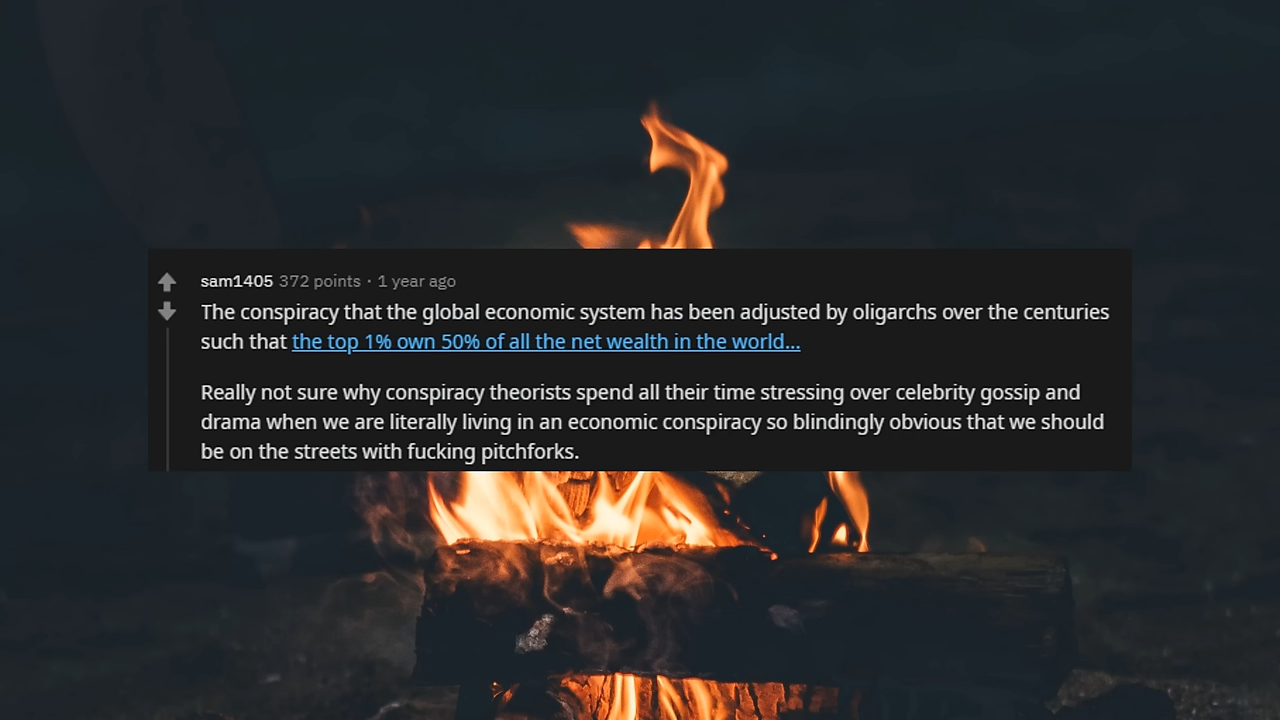 sam1405 372 points · 1 year ago
The conspiracy that the global economic system has been adjusted by oligarchs over the centuries
such that the top 1% own 50% of all the net wealth in the world...
Really not sure why conspiracy theorists spend all their time stressing over celebrity gossip and
drama when we are literally living in an economic conspiracy so blindingly obvious that we should
be on the streets with fucking pitchforks.